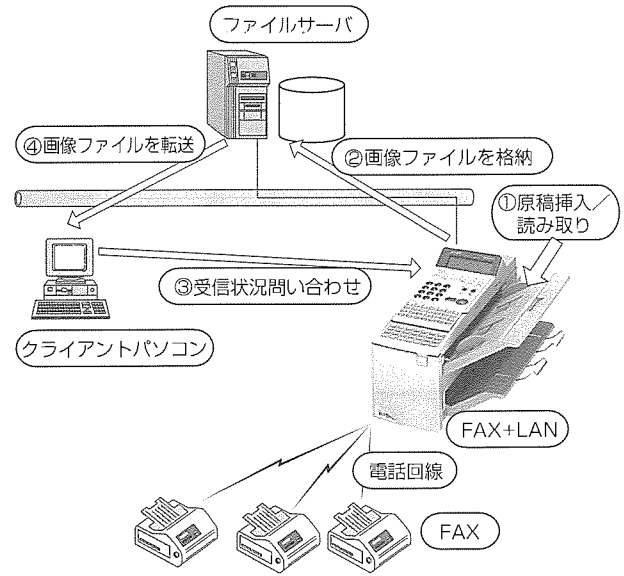 ファイルサーバ
④画像ファイルを転送
②画像ファイルを格納
①原稿挿入／
読み取り
③受信状況問い合わせ
クライアントパソコン
FAX+LAN
電話回線
FAX